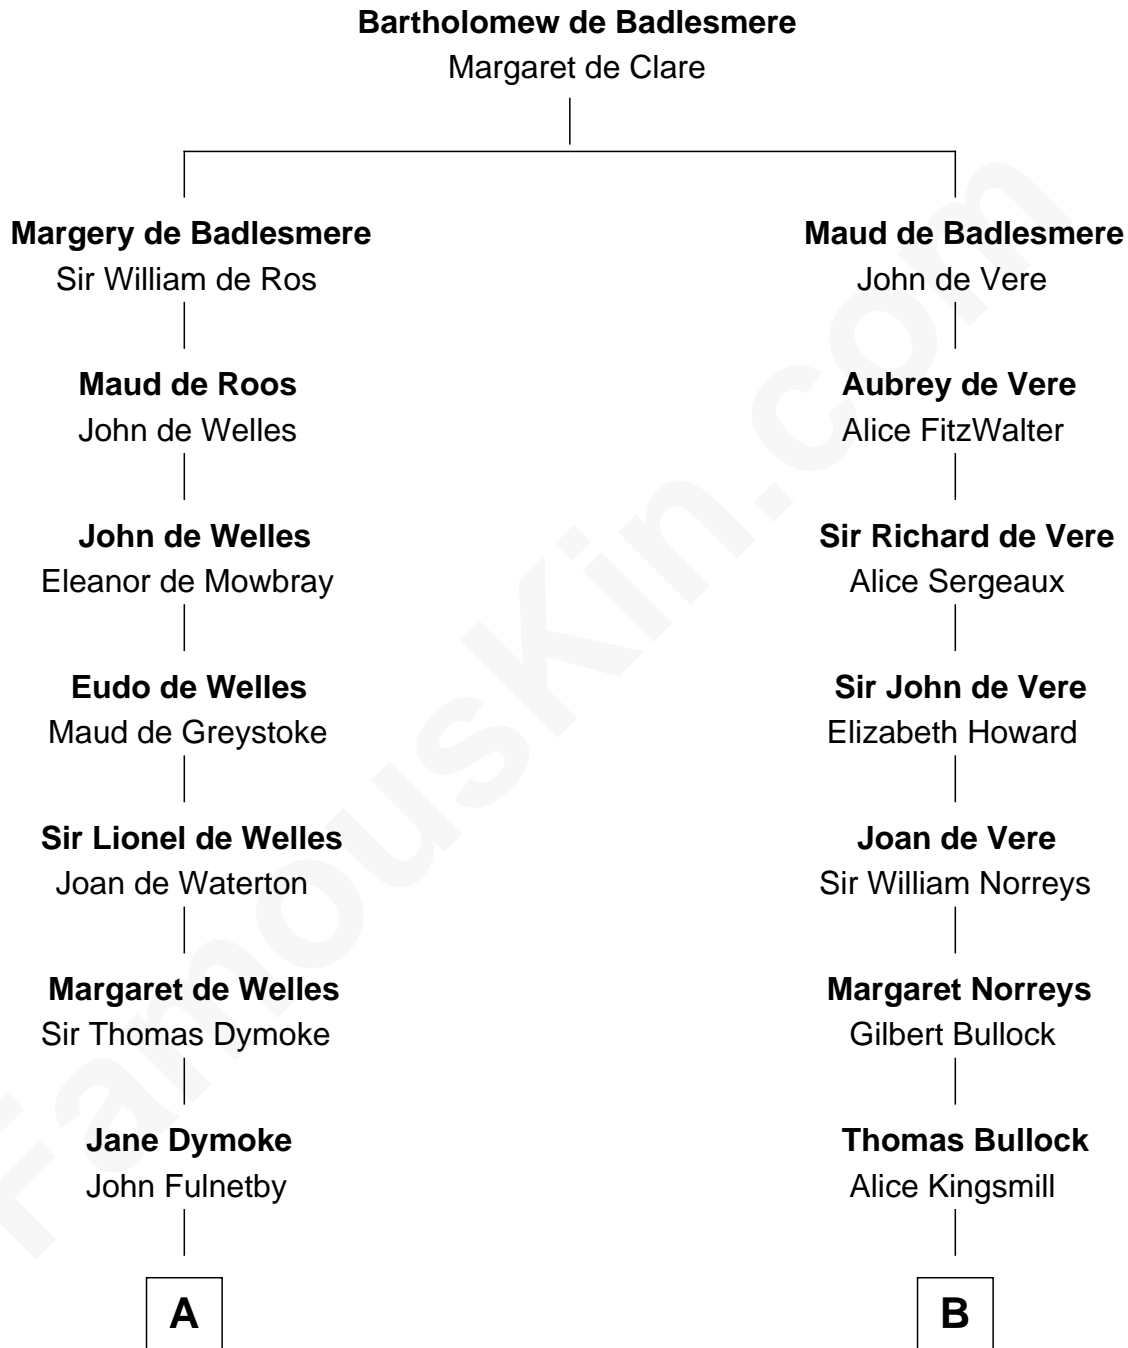 Bartholomew de Badlesmere
Margaret de Clare
Margery de Badlesmere
Sir William de Ros
Maud de Badlesmere
John de Vere
Maud de Roos
John de Welles
Aubrey de Vere
Alice FitzWalter
John de Welles
Eleanor de Mowbray
Sir Richard de Vere
Alice Sergeaux
Eudo de Welles
Maud de Greystoke
Sir John de Vere
Elizabeth Howard
Sir Lionel de Welles
Joan de Waterton
Joan de Vere
Sir William Norreys
Margaret de Welles
Sir Thomas Dymoke
Margaret Norreys
Gilbert Bullock
Jane Dymoke
John Fulnetby
Thomas Bullock
Alice Kingsmill
A
B
FamousKin.com